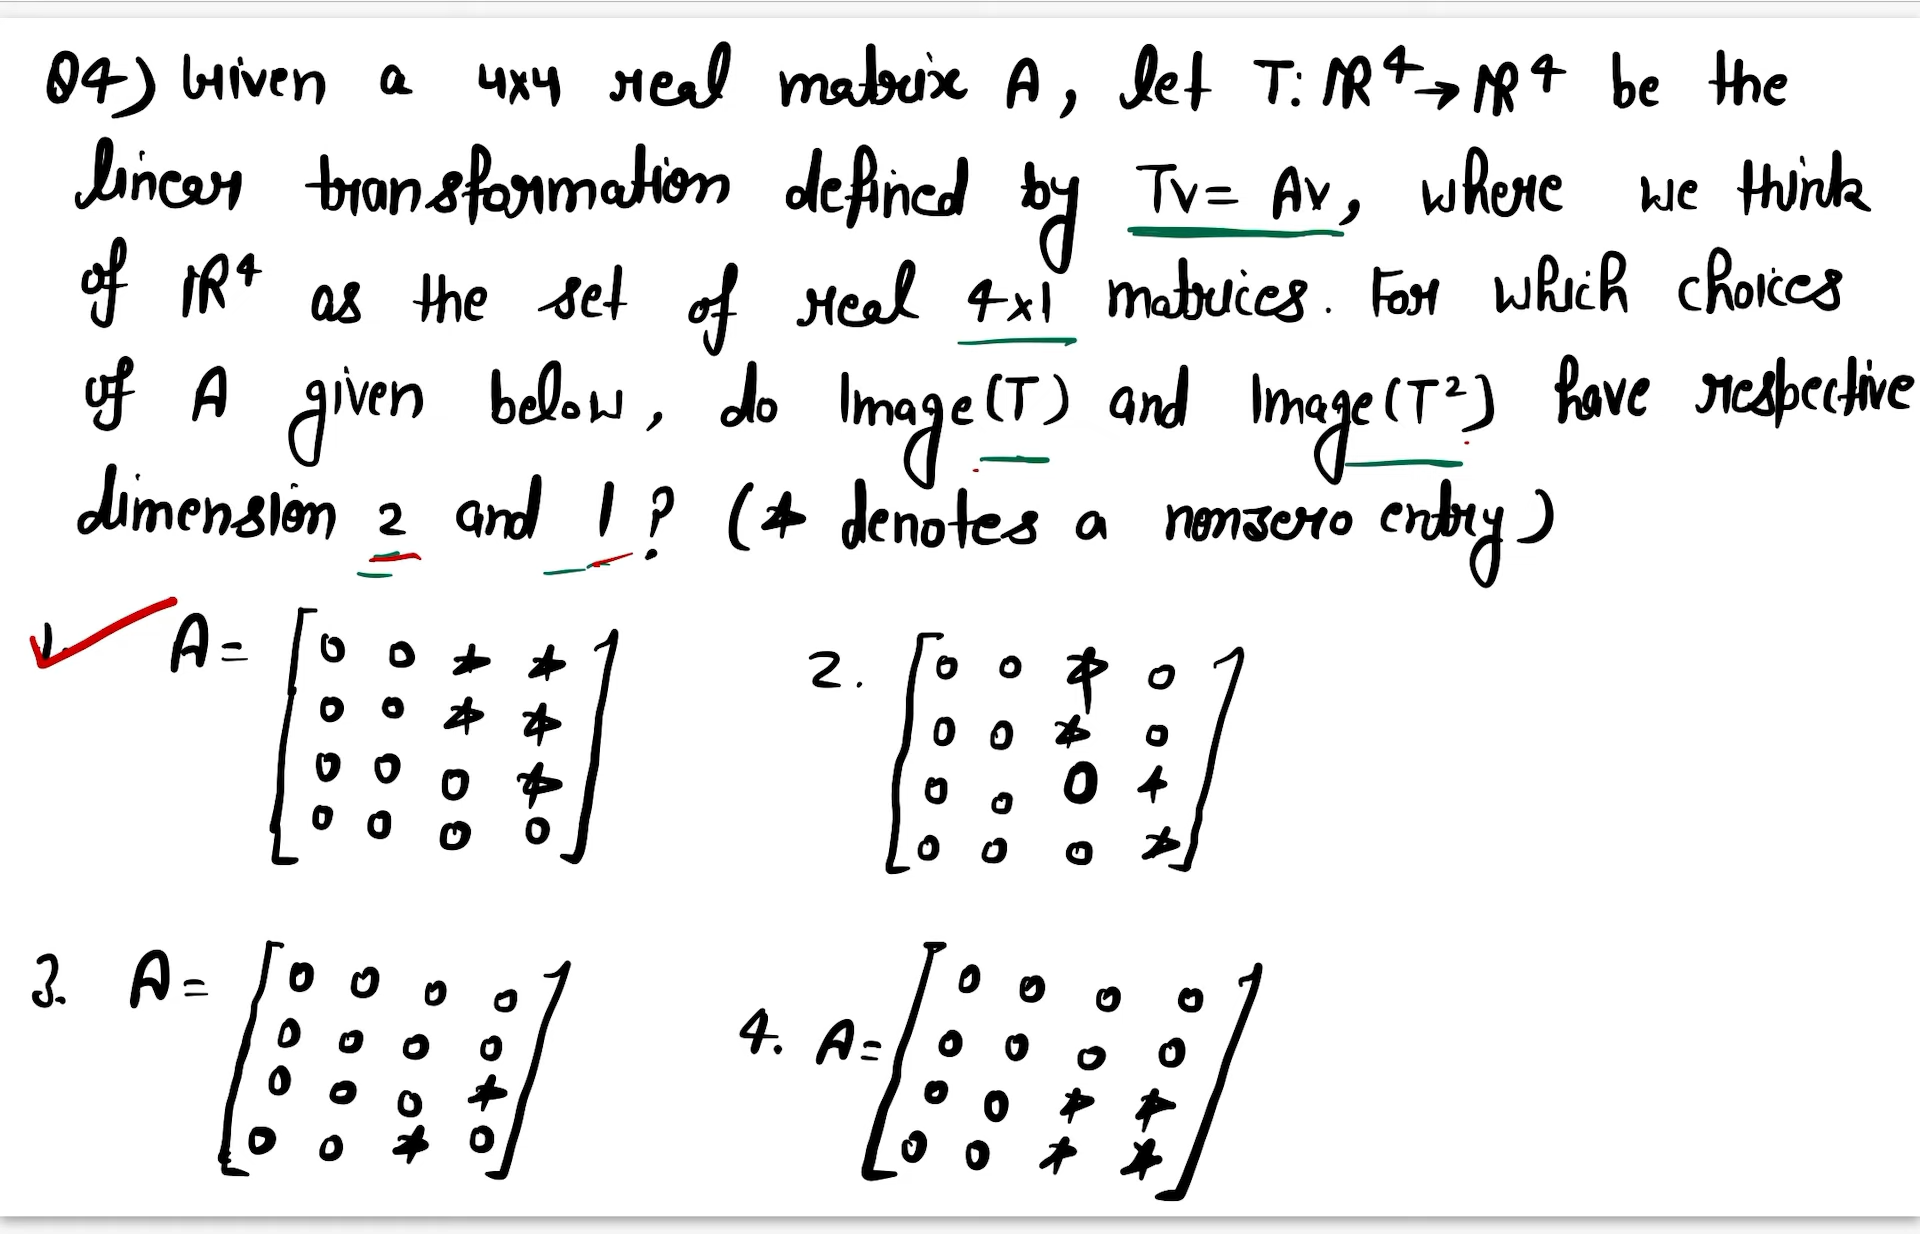 Q4) Given a 4x4 real matrix A, let T: ℝ⁴→ℝ⁴ be the
linear transformation defined by Tv= Av, where we think
of ℝ⁴ as the set of real 4x1 matrices. For which choices
of A given below, do Image(T) and Image(T²) have respective
dimension 2 and 1? (* denotes a nonzero entry)
1. A= [0 0 * *
0 0 * *
0 0 0 *
0 0 0 0]
2. [0 0 * 0
0 0 * 0
0 0 0 *
0 0 0 *]
3. A= [0 0 0 0
0 0 0 0
0 0 0 *
0 0 * 0]
4. A= [0 0 0 0
0 0 0 0
0 0 * *
0 0 * *]